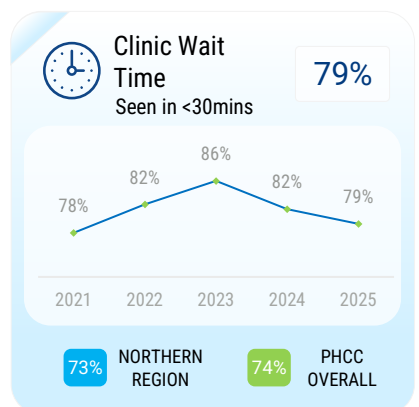 Clinic Wait
Time
79%
Seen in <30mins
86%
82%
82%
79%
78%
2021 2022 2023 2024 2025
73% NORTHERN
REGION
74% PHCC
OVERALL